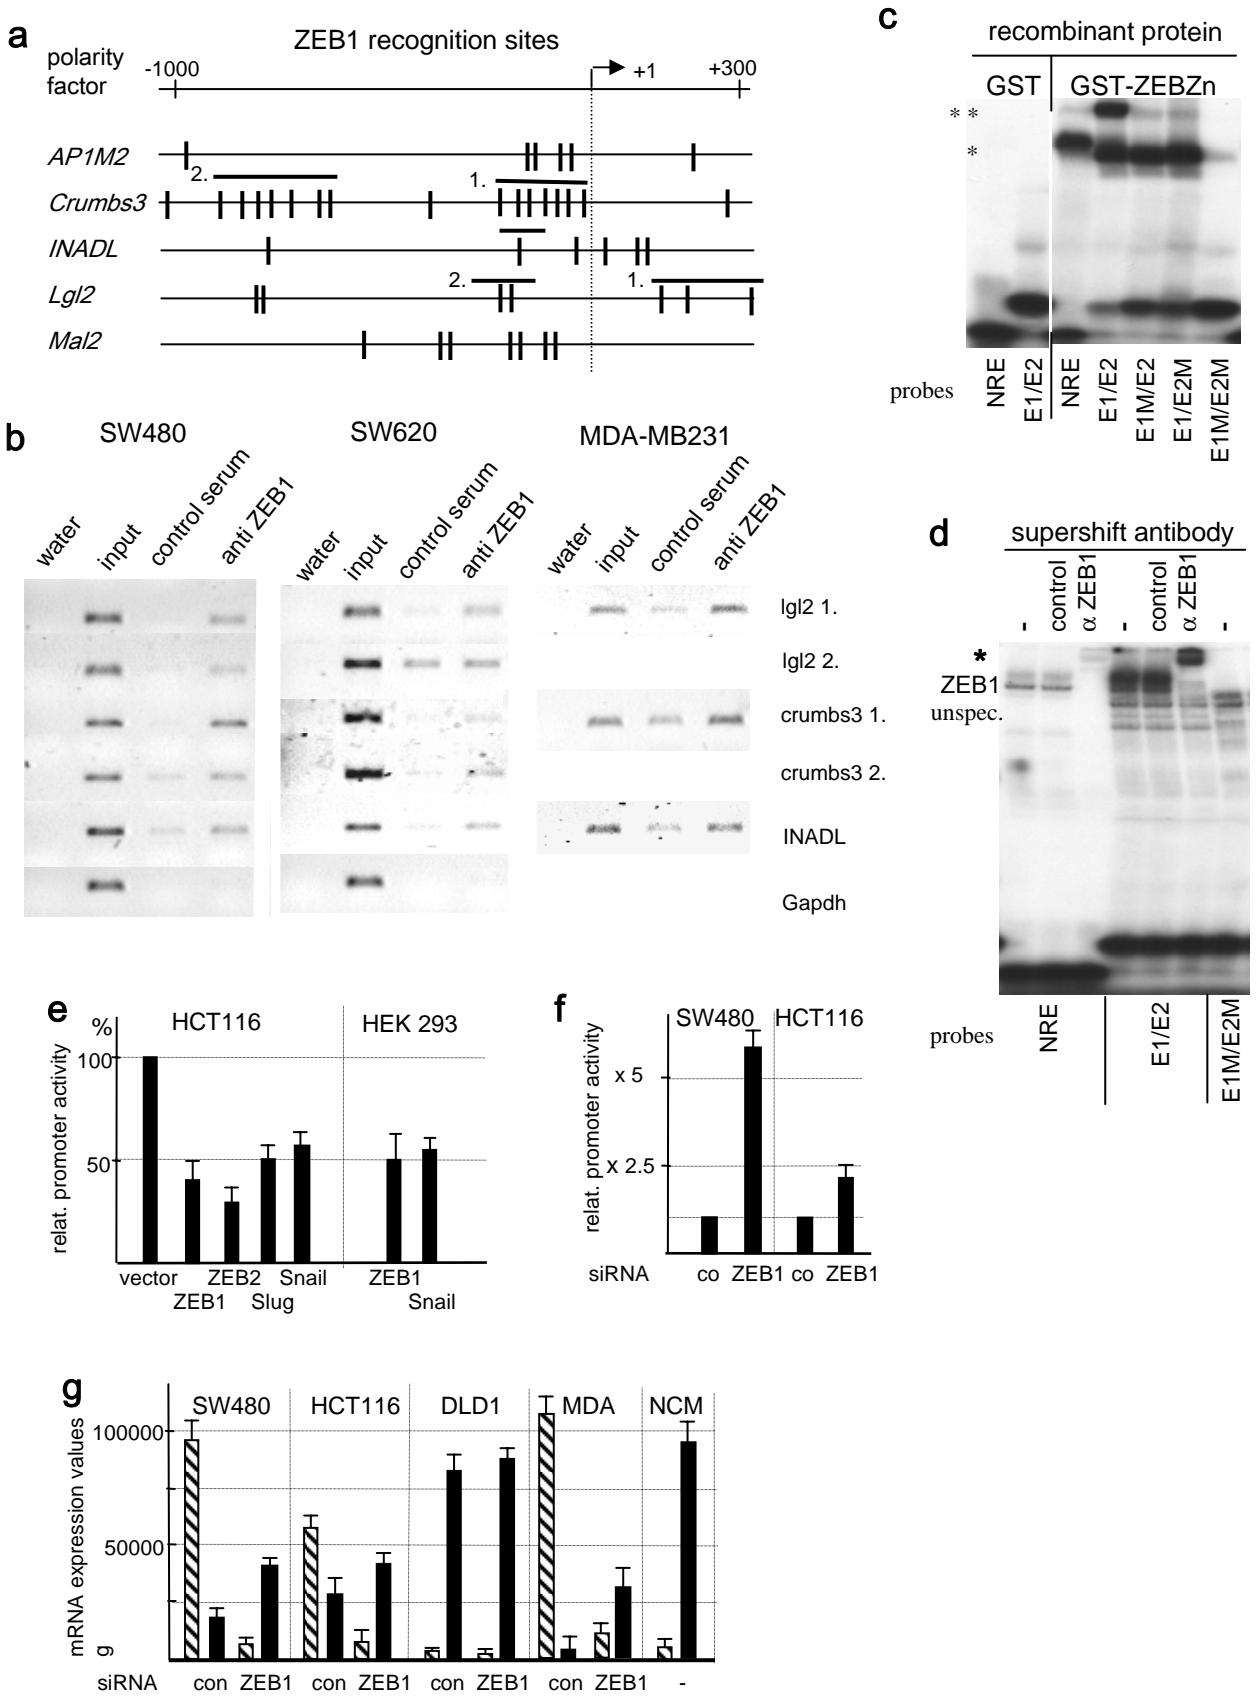 a
ZEB1 recognition sites
polarity
factor
-1000
+1
+300
AP1M2
2.
1.
Crumbs3
INADL
2.
1.
Lgl2
Mal2
b
SW480
SW620
MDA-MB231
water
input
control serum
anti ZEB1
water
input
control serum
anti ZEB1
water
input
control serum
anti ZEB1
lgl2 1.
lgl2 2.
crumbs3 1.
crumbs3 2.
INADL
Gapdh
c
recombinant protein
GST
GST-ZEBZn
* *
*
probes
NRE
E1/E2
NRE
E1/E2
E1M/E2
E1/E2M
E1M/E2M
d
supershift antibody
-
control
α ZEB1
-
control
α ZEB1
-
*
ZEB1
unspec.
probes
NRE
E1/E2
E1M/E2M
e
%
HCT116
HEK 293
100
50
relat. promoter activity
vector
ZEB1
ZEB2
Slug
Snail
ZEB1
Snail
f
SW480
HCT116
relat. promoter activity
x 5
x 2.5
siRNA
co
ZEB1
co
ZEB1
g
SW480
HCT116
DLD1
MDA
NCM
mRNA expression values
100000
50000
g
siRNA
con
ZEB1
con
ZEB1
con
ZEB1
con
ZEB1
-